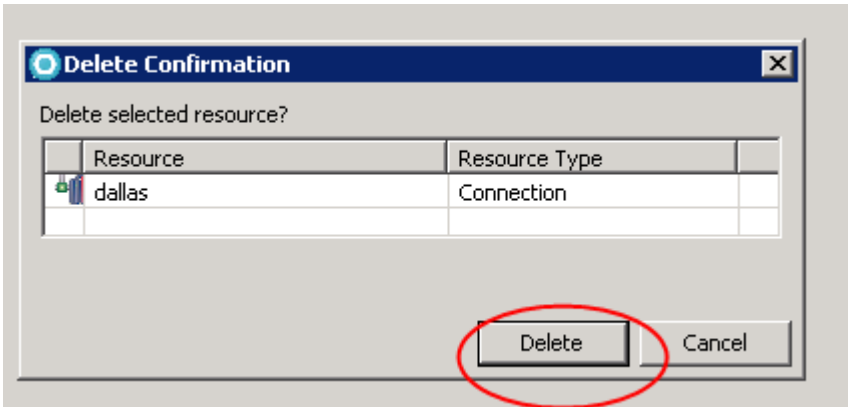 Delete Confirmation
Delete selected resource?
Resource Resource Type
dallas Connection
Delete Cancel